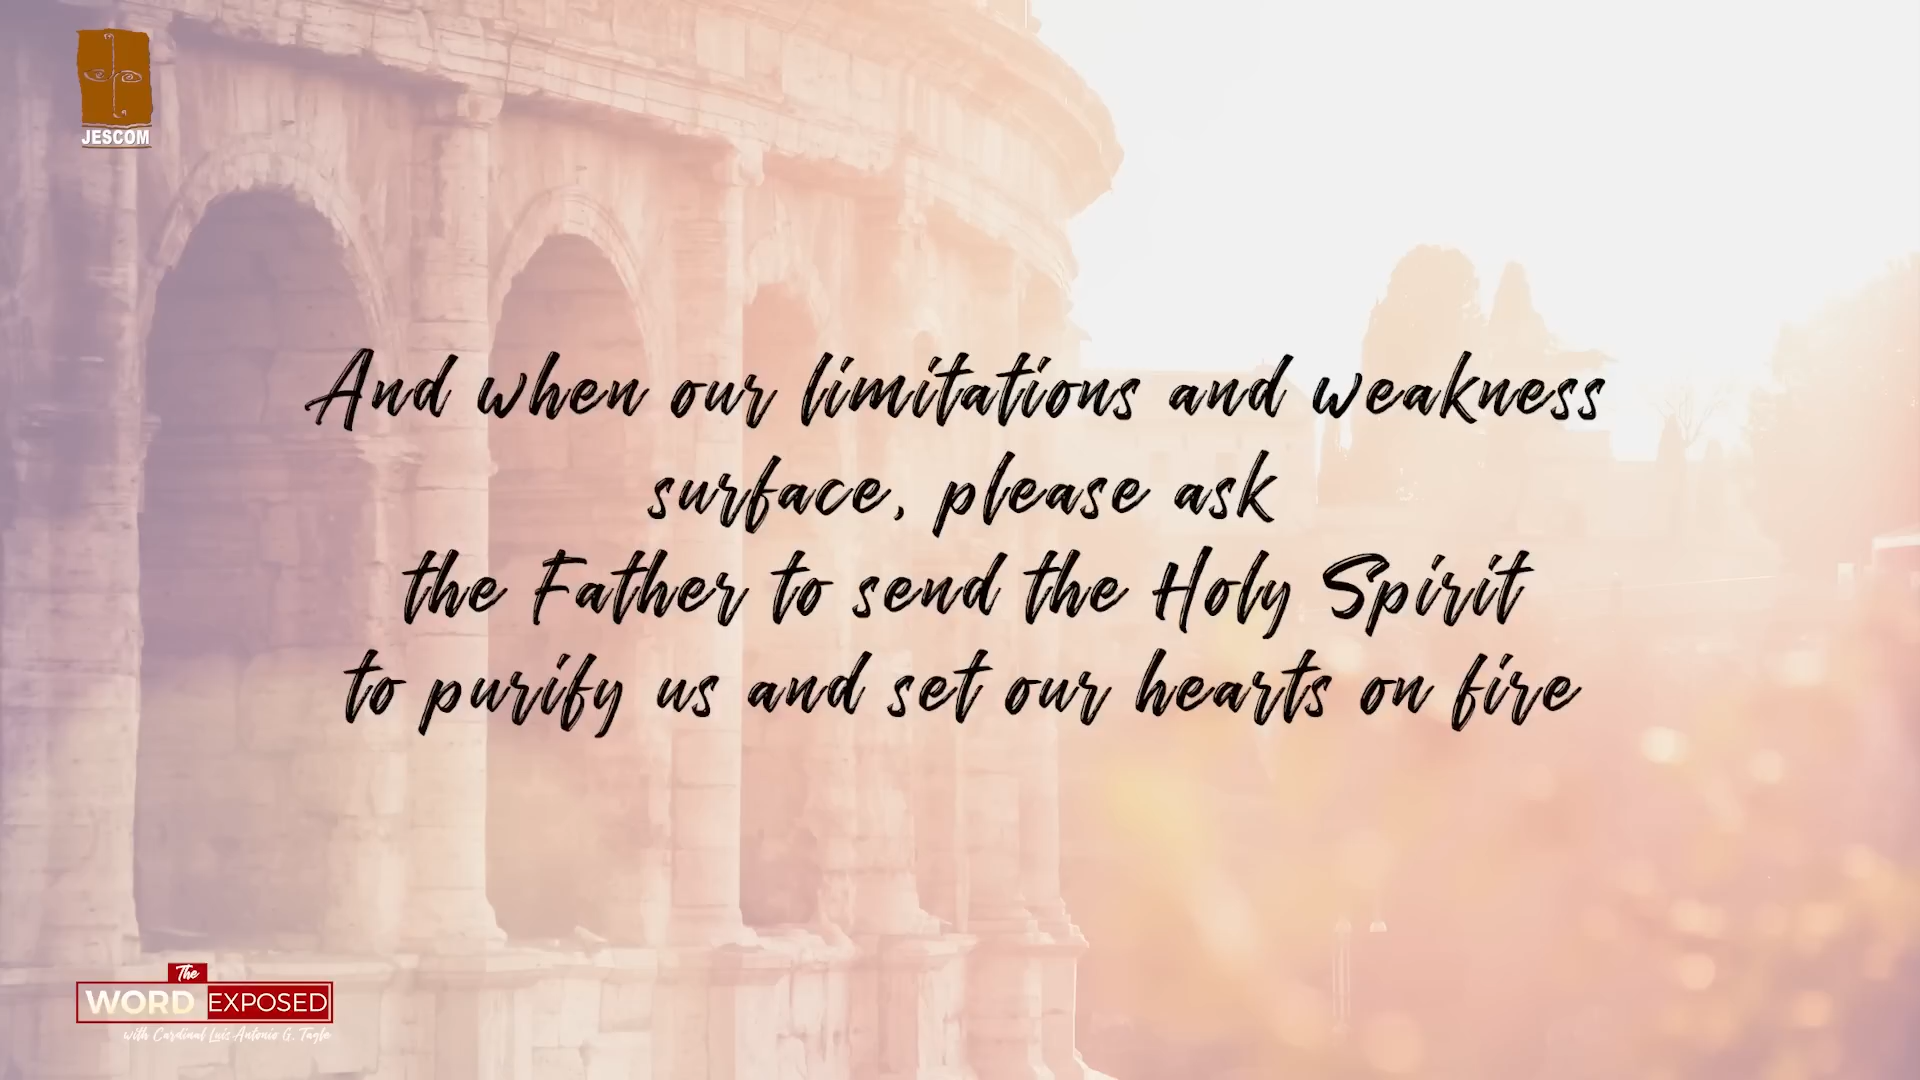 JESCOM
And when our limitations and weakness
surface, please ask
the Father to send the Holy Spirit
to purify us and set our hearts on fire
The
WORD EXPOSED
with Cardinal Luis Antonio G. Tagle